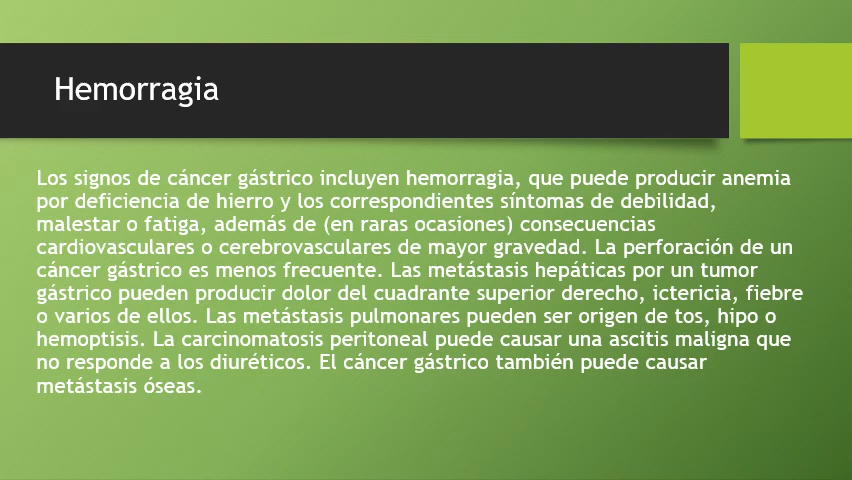 Hemorragia
Los signos de cáncer gástrico incluyen hemorragia, que puede producir anemia
por deficiencia de hierro y los correspondientes síntomas de debilidad,
malestar o fatiga, además de (en raras ocasiones) consecuencias
cardiovasculares o cerebrovasculares de mayor gravedad. La perforación de un
cáncer gástrico es menos frecuente. Las metástasis hepáticas por un tumor
gástrico pueden producir dolor del cuadrante superior derecho, ictericia, fiebre
o varios de ellos. Las metástasis pulmonares pueden ser origen de tos, hipo o
hemoptisis. La carcinomatosis peritoneal puede causar una ascitis maligna que
no responde a los diuréticos. El cáncer gástrico también puede causar
metástasis óseas.